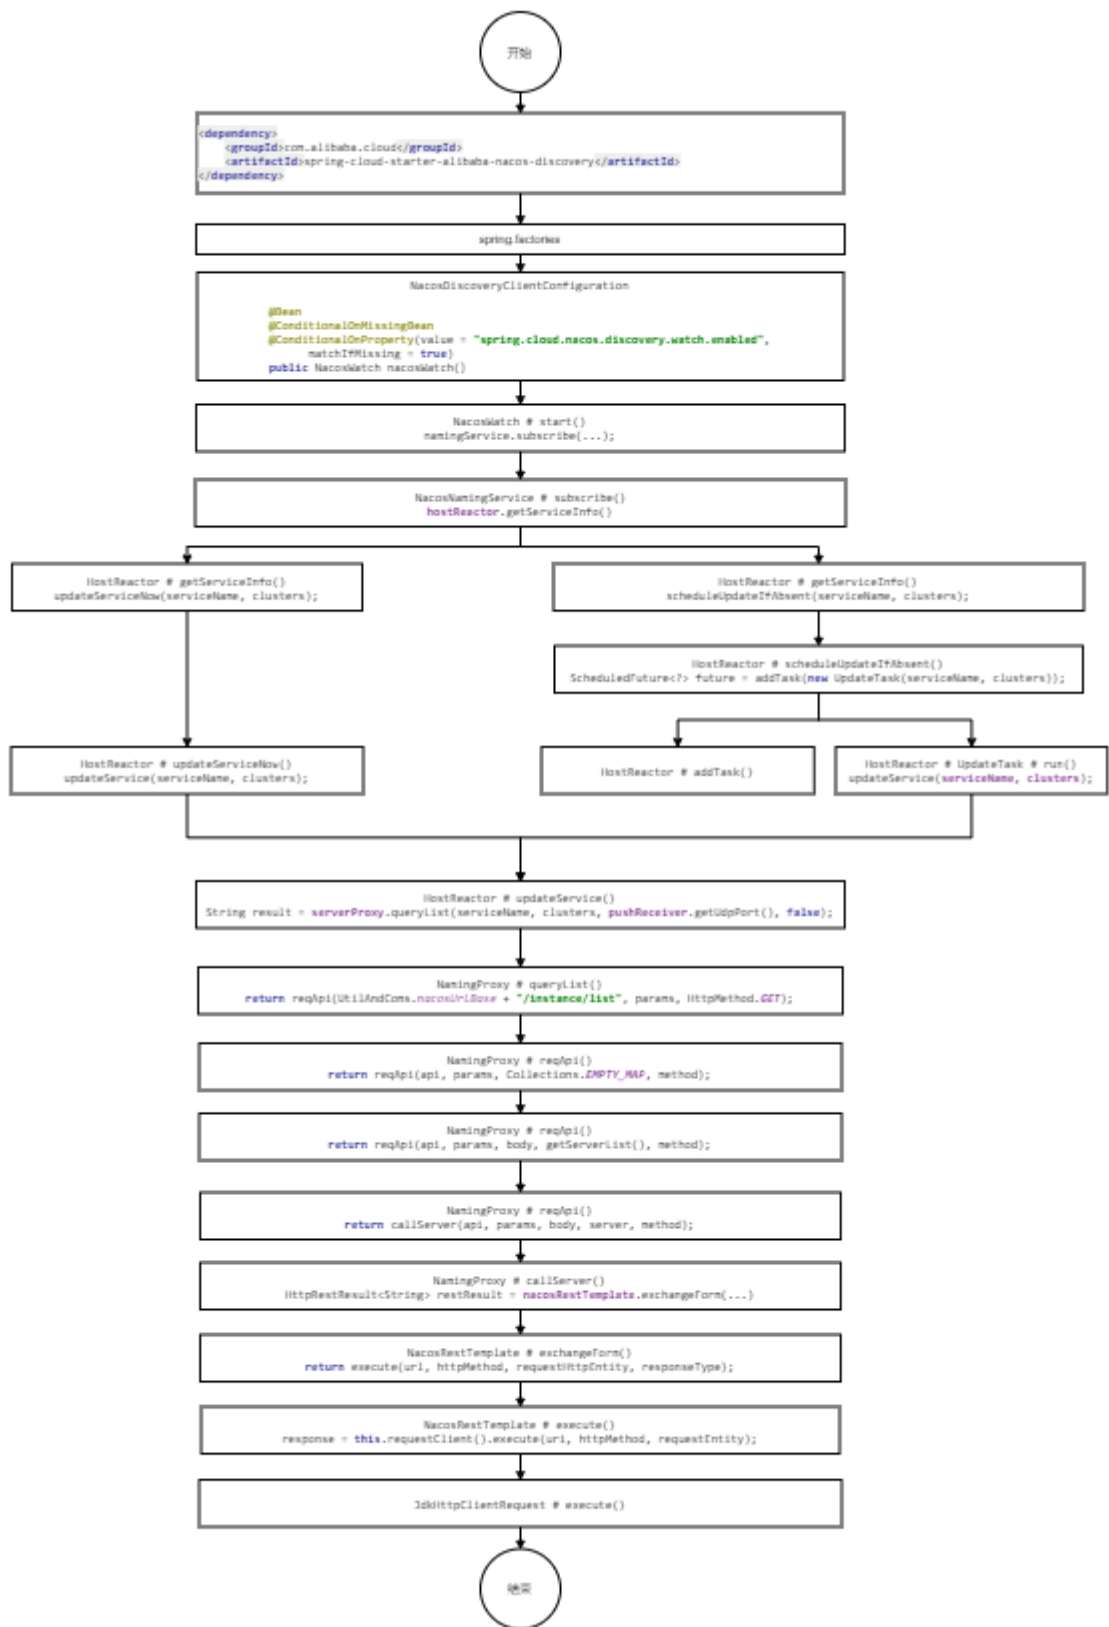 开始
<dependency>
<groupId>com.alibaba.cloud</groupId>
<artifactId>spring-cloud-starter-alibaba-nacos-discovery</artifactId>
</dependency>
spring.factories
NacosDiscoveryClientConfiguration
@Bean
@ConditionalOnMissingBean
@ConditionalOnProperty(value = "spring.cloud.nacos.discovery.watch.enabled",
matchIfMissing = true)
public NacosWatch nacosWatch()
NacosWatch # start()
namingService.subscribe(...);
NacosNamingService # subscribe()
hostReactor.getServiceInfo()
HostReactor # getServiceInfo()
updateServiceNow(serviceName, clusters);
HostReactor # getServiceInfo()
scheduleUpdateIfAbsent(serviceName, clusters);
HostReactor # scheduleUpdateIfAbsent()
ScheduledFuture<?> future = addTask(new UpdateTask(serviceName, clusters));
HostReactor # updateServiceNow()
updateService(serviceName, clusters);
HostReactor # addTask()
HostReactor # UpdateTask # run()
updateService(serviceName, clusters);
HostReactor # updateService()
String result = serverProxy.queryList(serviceName, clusters, pushReceiver.getUdpPort(), false);
NamingProxy # queryList()
return reqApi(UtilAndComs.nacosUrlBase + "/instance/list", params, HttpMethod.GET);
NamingProxy # reqApi()
return reqApi(api, params, Collections.EMPTY_MAP, method);
NamingProxy # reqApi()
return reqApi(api, params, body, getServerList(), method);
NamingProxy # reqApi()
return callServer(api, params, body, server, method);
NamingProxy # callServer()
HttpRestResult<String> restResult = nacosRestTemplate.exchangeForm(...)
NacosRestTemplate # exchangeForm()
return execute(url, httpMethod, requestHttpEntity, responseType);
NacosRestTemplate # execute()
response = this.requestClient().execute(uri, httpMethod, requestEntity);
JdkHttpClientRequest # execute()
结束